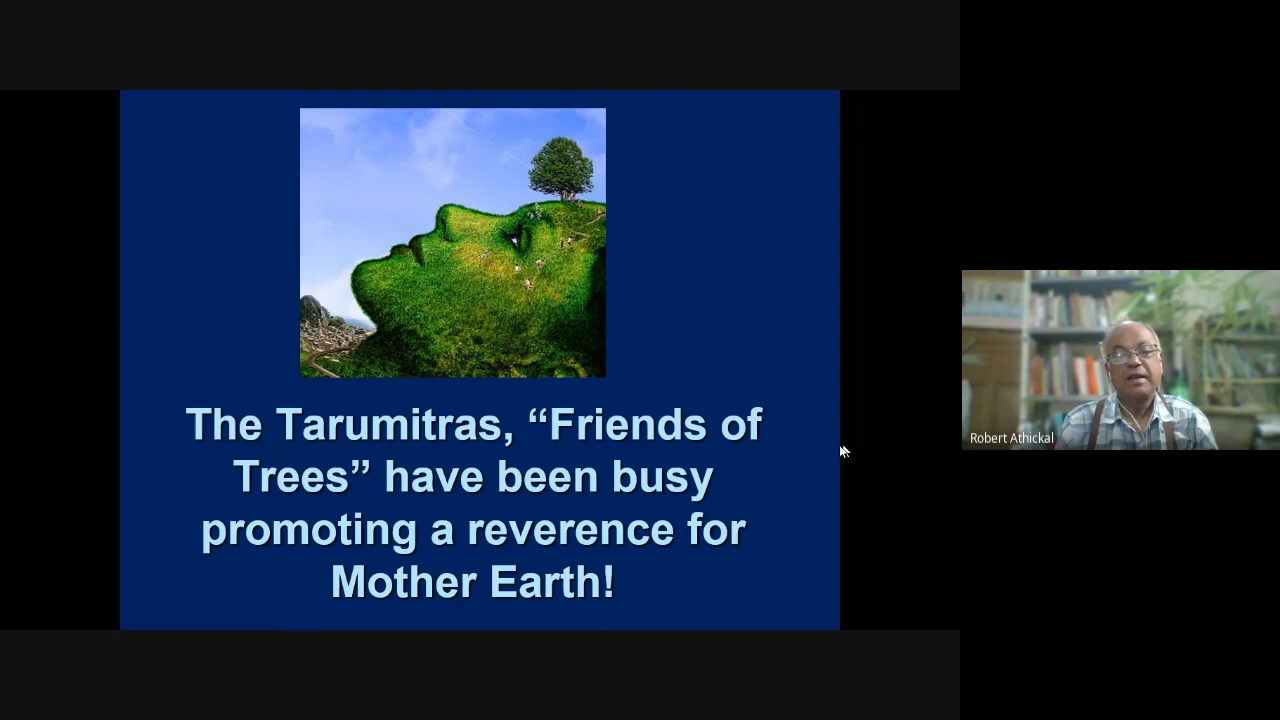 The Tarumitras, “Friends of
Trees” have been busy
promoting a reverence for
Mother Earth!
Robert Athickal